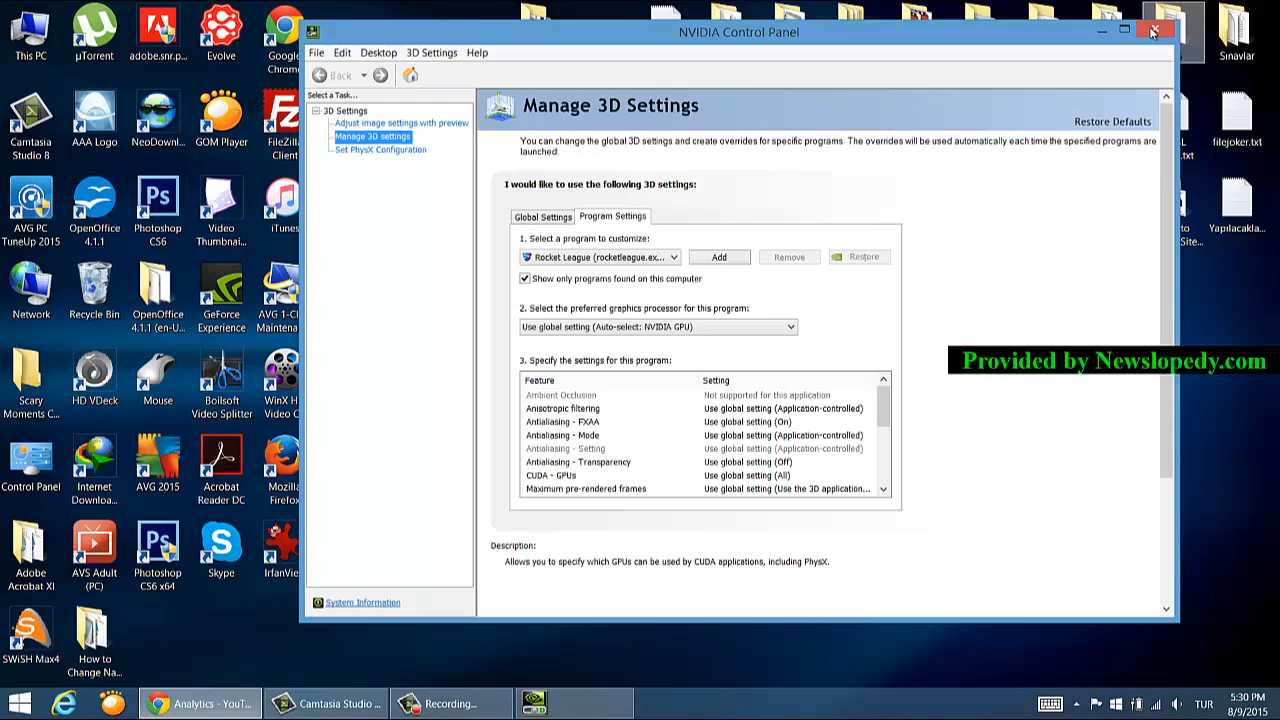 This PC
µTorrent
adobe.snr.p...
Evolve
Google
Chrome
Camtasia
Studio 8
AAA Logo
NeoDownl...
GOM Player
FileZill
Client
AVG PC
TuneUp 2015
OpenOffice
4.1.1
Photoshop
CS6
Video
Thumbnai...
iTunes
Network
Recycle Bin
OpenOffice
4.1.1 (en-U...
GeForce
Experience
AVG 1-Cl
Maintena
Scary
Moments C...
HD VDeck
Mouse
Boilsoft
Video Splitter
WinX H
Video C
Control Panel
Internet
Downloa...
AVG 2015
Acrobat
Reader DC
Mozill
Firefox
Adobe
Acrobat XI
AVS Adult
(PC)
Photoshop
CS6 x64
Skype
IrfanVie
SWiSH Max4
How to
Change Na...
NVIDIA Control Panel
File Edit Desktop 3D Settings Help
Back
Select a Task...
3D Settings
Adjust image settings with preview
Manage 3D settings
Set PhysX Configuration
System Information
Manage 3D Settings
Restore Defaults
You can change the global 3D settings and create overrides for specific programs. The overrides will be used automatically each time the specified programs are
launched.
I would like to use the following 3D settings:
Global Settings Program Settings
1. Select a program to customize:
Rocket League (rocketleague.ex... Add Remove Restore
Show only programs found on this computer
2. Select the preferred graphics processor for this program:
Use global setting (Auto-select: NVIDIA GPU)
3. Specify the settings for this program:
Feature Setting
Ambient Occlusion Not supported for this application
Anisotropic filtering Use global setting (Application-controlled)
Antialiasing - FXAA Use global setting (On)
Antialiasing - Mode Use global setting (Application-controlled)
Antialiasing - Setting Use global setting (Application-controlled)
Antialiasing - Transparency Use global setting (Off)
CUDA - GPUs Use global setting (All)
Maximum pre-rendered frames Use global setting (Use the 3D application...
Description:
Allows you to specify which GPUs can be used by CUDA applications, including PhysX.
Sınavlar
filejoker.txt
.txt
Yapılacakla...
Site...
Provided by Newslopedy.com
Analytics - YouT...
Camtasia Studio ...
Recording...
TUR
5:30 PM
8/9/2015